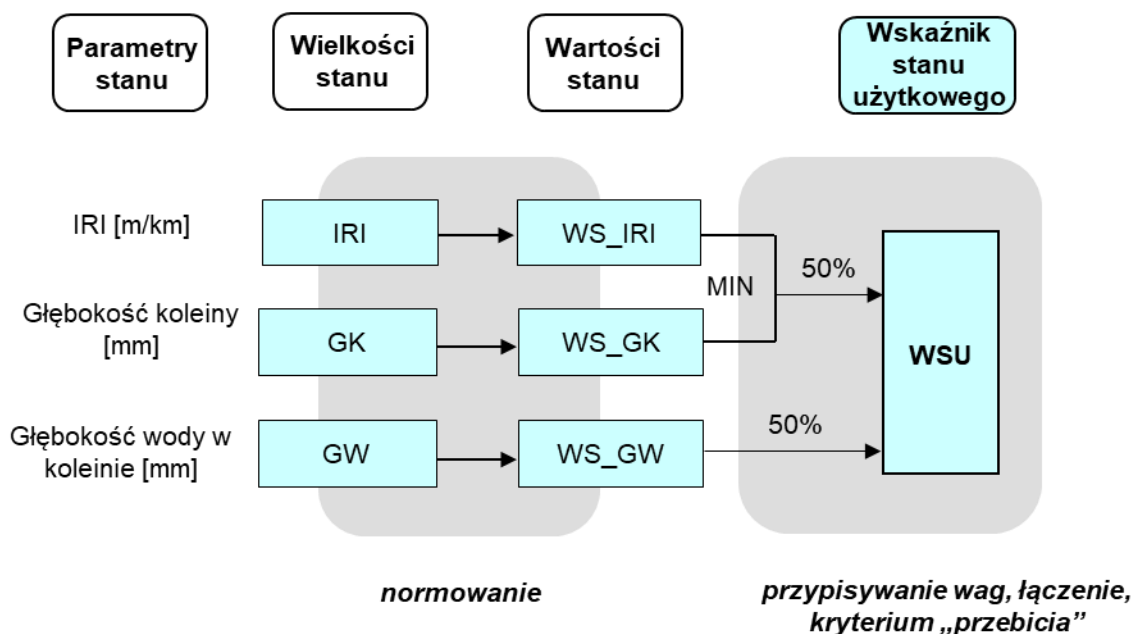 Parametry
stanu
Wielkości
stanu
Wartości
stanu
Wskaźnik
stanu
użytkowego
IRI [m/km]
IRI
WS_IRI
50%
MIN
Głębokość koleiny
[mm]
GK
WS_GK
WSU
Głębokość wody w
koleinie [mm]
GW
WS_GW
50%
normowanie
przypisywanie wag, łączenie,
kryterium „przebicia”